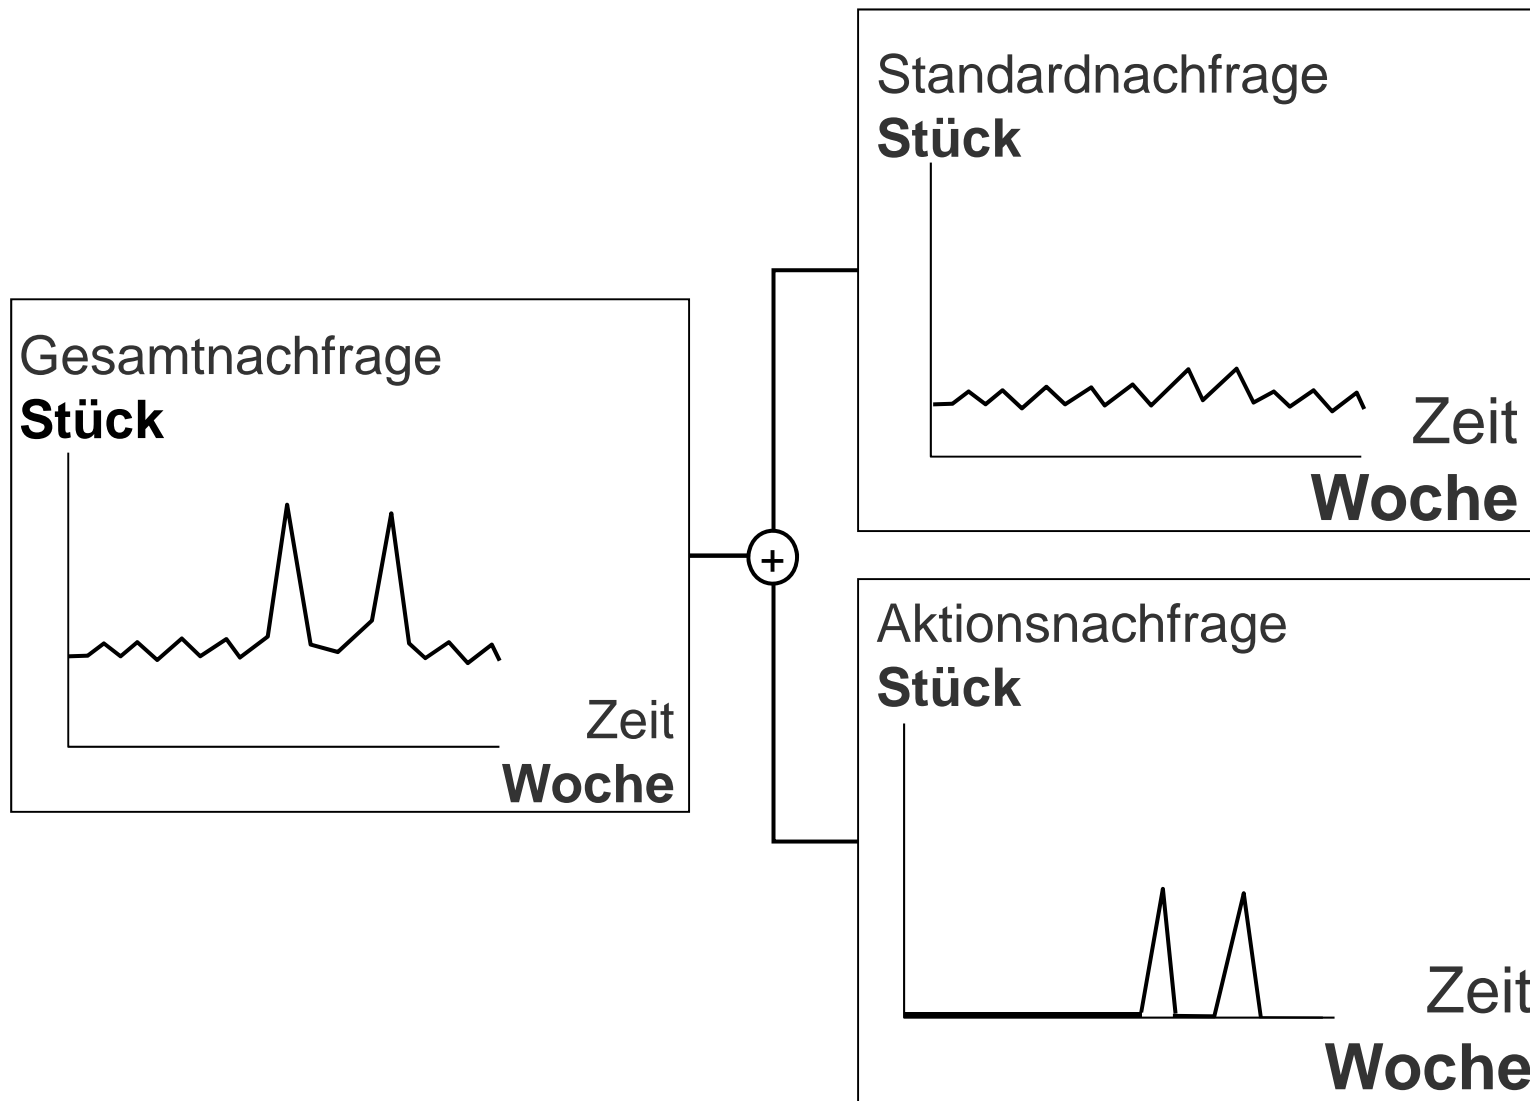 Gesamtnachfrage
Stück
Zeit
Woche
+
Standardnachfrage
Stück
Zeit
Woche
Aktionsnachfrage
Stück
Zeit
Woche